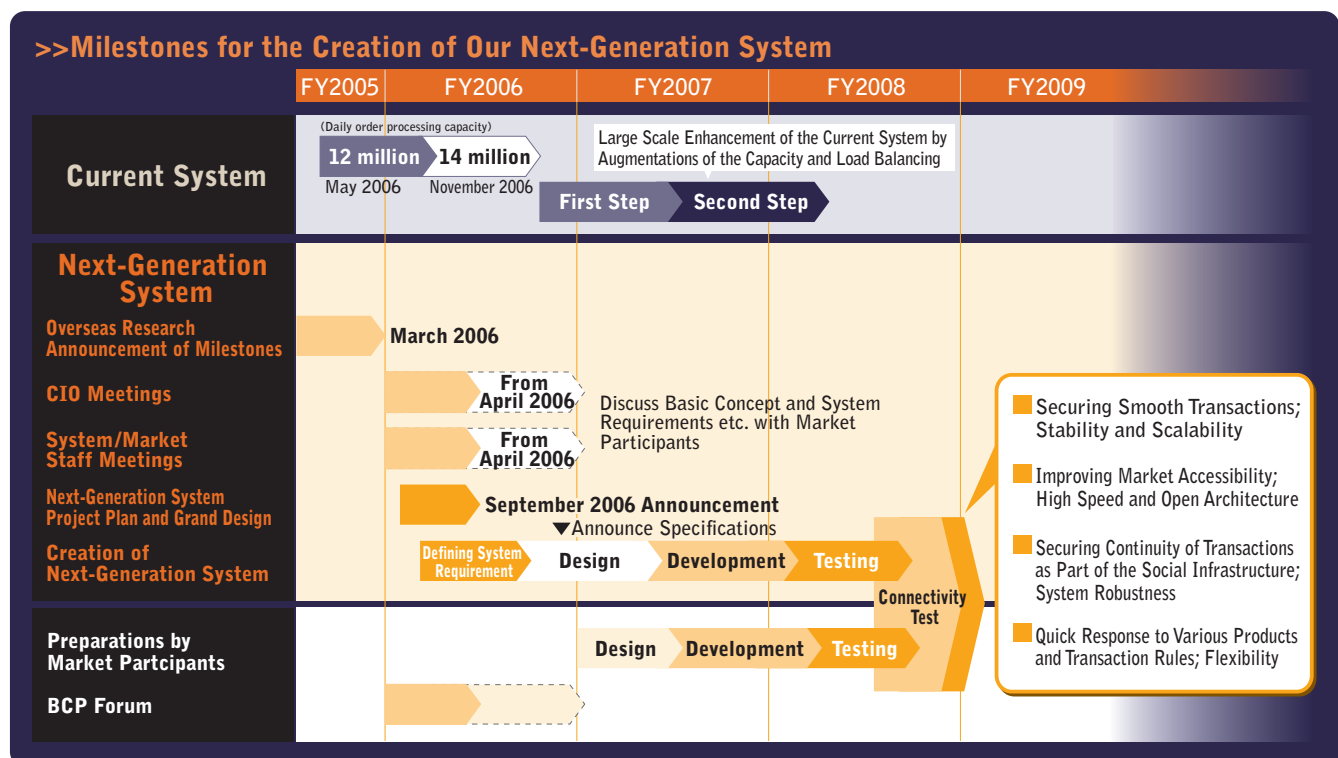 >>Milestones for the Creation of Our Next-Generation System
FY2005
FY2006
FY2007
FY2008
FY2009
Current System
(Daily order processing capacity)
12 million
14 million
May 2006
November 2006
Large Scale Enhancement of the Current System by
Augmentations of the Capacity and Load Balancing
First Step
Second Step
Next-Generation
System
Overseas Research
Announcement of Milestones
March 2006
CIO Meetings
From
April 2006
System/Market
Staff Meetings
From
April 2006
Discuss Basic Concept and System
Requirements etc. with Market
Participants
Next-Generation System
Project Plan and Grand Design
September 2006 Announcement
▼Announce Specifications
Creation of
Next-Generation System
Defining System
Requirement
Design
Development
Testing
Connectivity
Test
Preparations by
Market Partcipants
Design
Development
Testing
BCP Forum
Securing Smooth Transactions;
Stability and Scalability
Improving Market Accessibility;
High Speed and Open Architecture
Securing Continuity of Transactions
as Part of the Social Infrastructure;
System Robustness
Quick Response to Various Products
and Transaction Rules; Flexibility